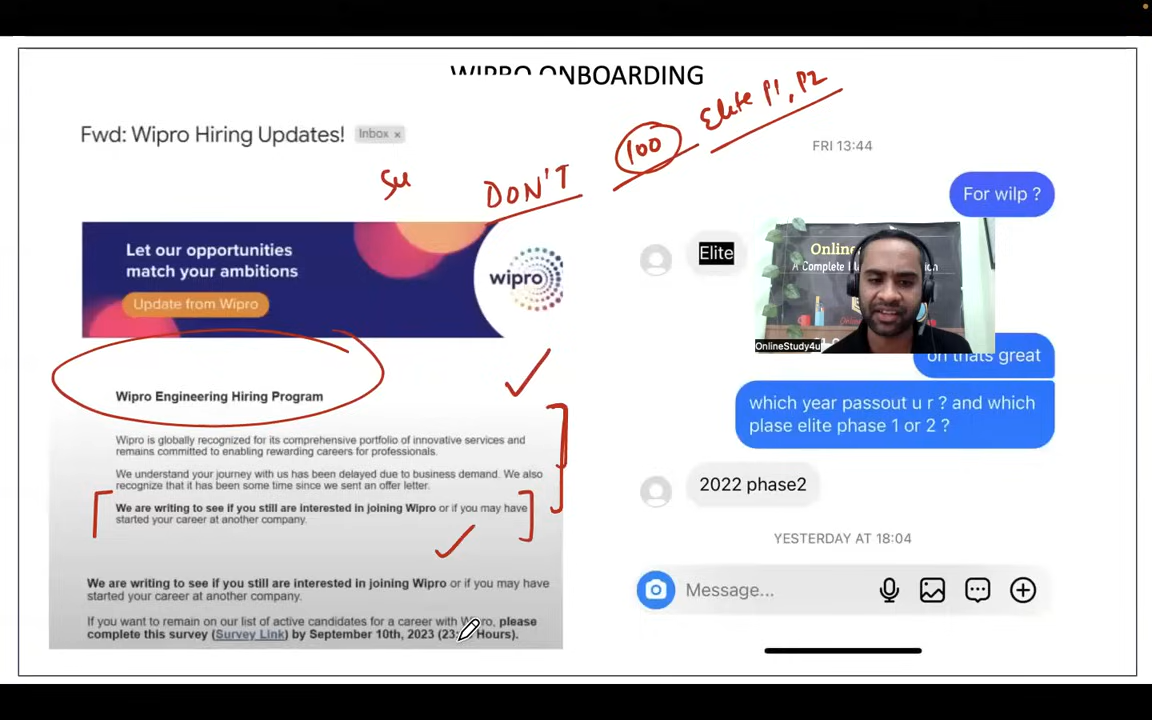 WIPRO ONBOARDING
Elite P1, P2
100
DON'T
Su
Fwd: Wipro Hiring Updates!
Inbox ×
Let our opportunities
match your ambitions
Update from Wipro
wipro
Wipro Engineering Hiring Program
Wipro is globally recognized for its comprehensive portfolio of innovative services and
remains committed to enabling rewarding careers for professionals.
We understand your journey with us has been delayed due to business demand. We also
recognize that it has been some time since we sent an offer letter.
We are writing to see if you still are interested in joining Wipro or if you may have
started your career at another company.
We are writing to see if you still are interested in joining Wipro or if you may have
started your career at another company.
If you want to remain on our list of active candidates for a career with Wipro, please
complete this survey (Survey Link) by September 10th, 2023 (23: Hours).
FRI 13:44
For wilp ?
Elite
Online
A Complete
OnlineStudy4u
oh thats great
which year passout u r ? and which
plase elite phase 1 or 2 ?
2022 phase2
YESTERDAY AT 18:04
Message...